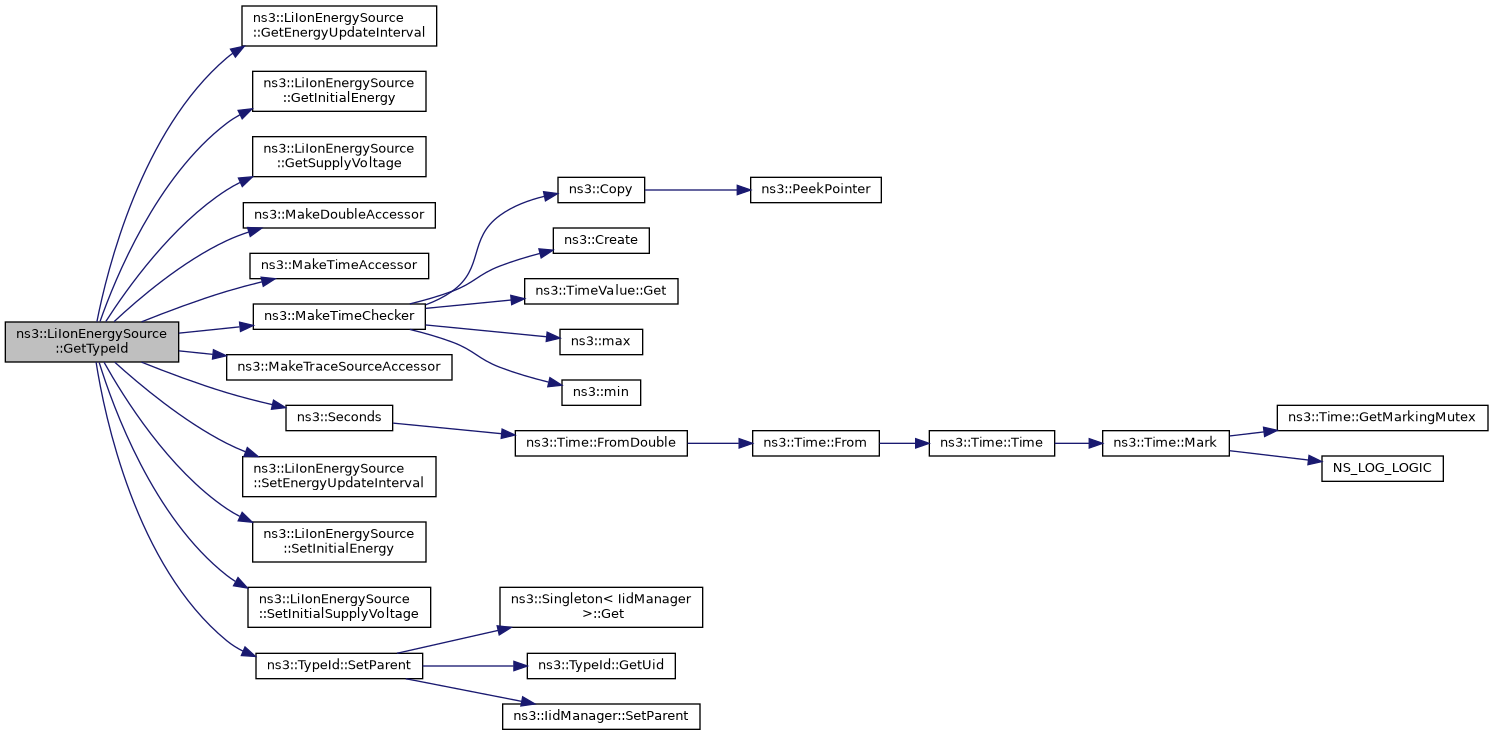 ns3::LiIonEnergySource
::GetTypeId
ns3::LiIonEnergySource
::GetEnergyUpdateInterval
ns3::LiIonEnergySource
::GetInitialEnergy
ns3::LiIonEnergySource
::GetSupplyVoltage
ns3::MakeDoubleAccessor
ns3::MakeTimeAccessor
ns3::MakeTimeChecker
ns3::MakeTraceSourceAccessor
ns3::Seconds
ns3::LiIonEnergySource
::SetEnergyUpdateInterval
ns3::LiIonEnergySource
::SetInitialEnergy
ns3::LiIonEnergySource
::SetInitialSupplyVoltage
ns3::TypeId::SetParent
ns3::Copy
ns3::PeekPointer
ns3::Create
ns3::TimeValue::Get
ns3::max
ns3::min
ns3::Time::FromDouble
ns3::Time::From
ns3::Time::Time
ns3::Time::Mark
ns3::Time::GetMarkingMutex
NS_LOG_LOGIC
ns3::Singleton< IidManager
>::Get
ns3::TypeId::GetUid
ns3::IidManager::SetParent